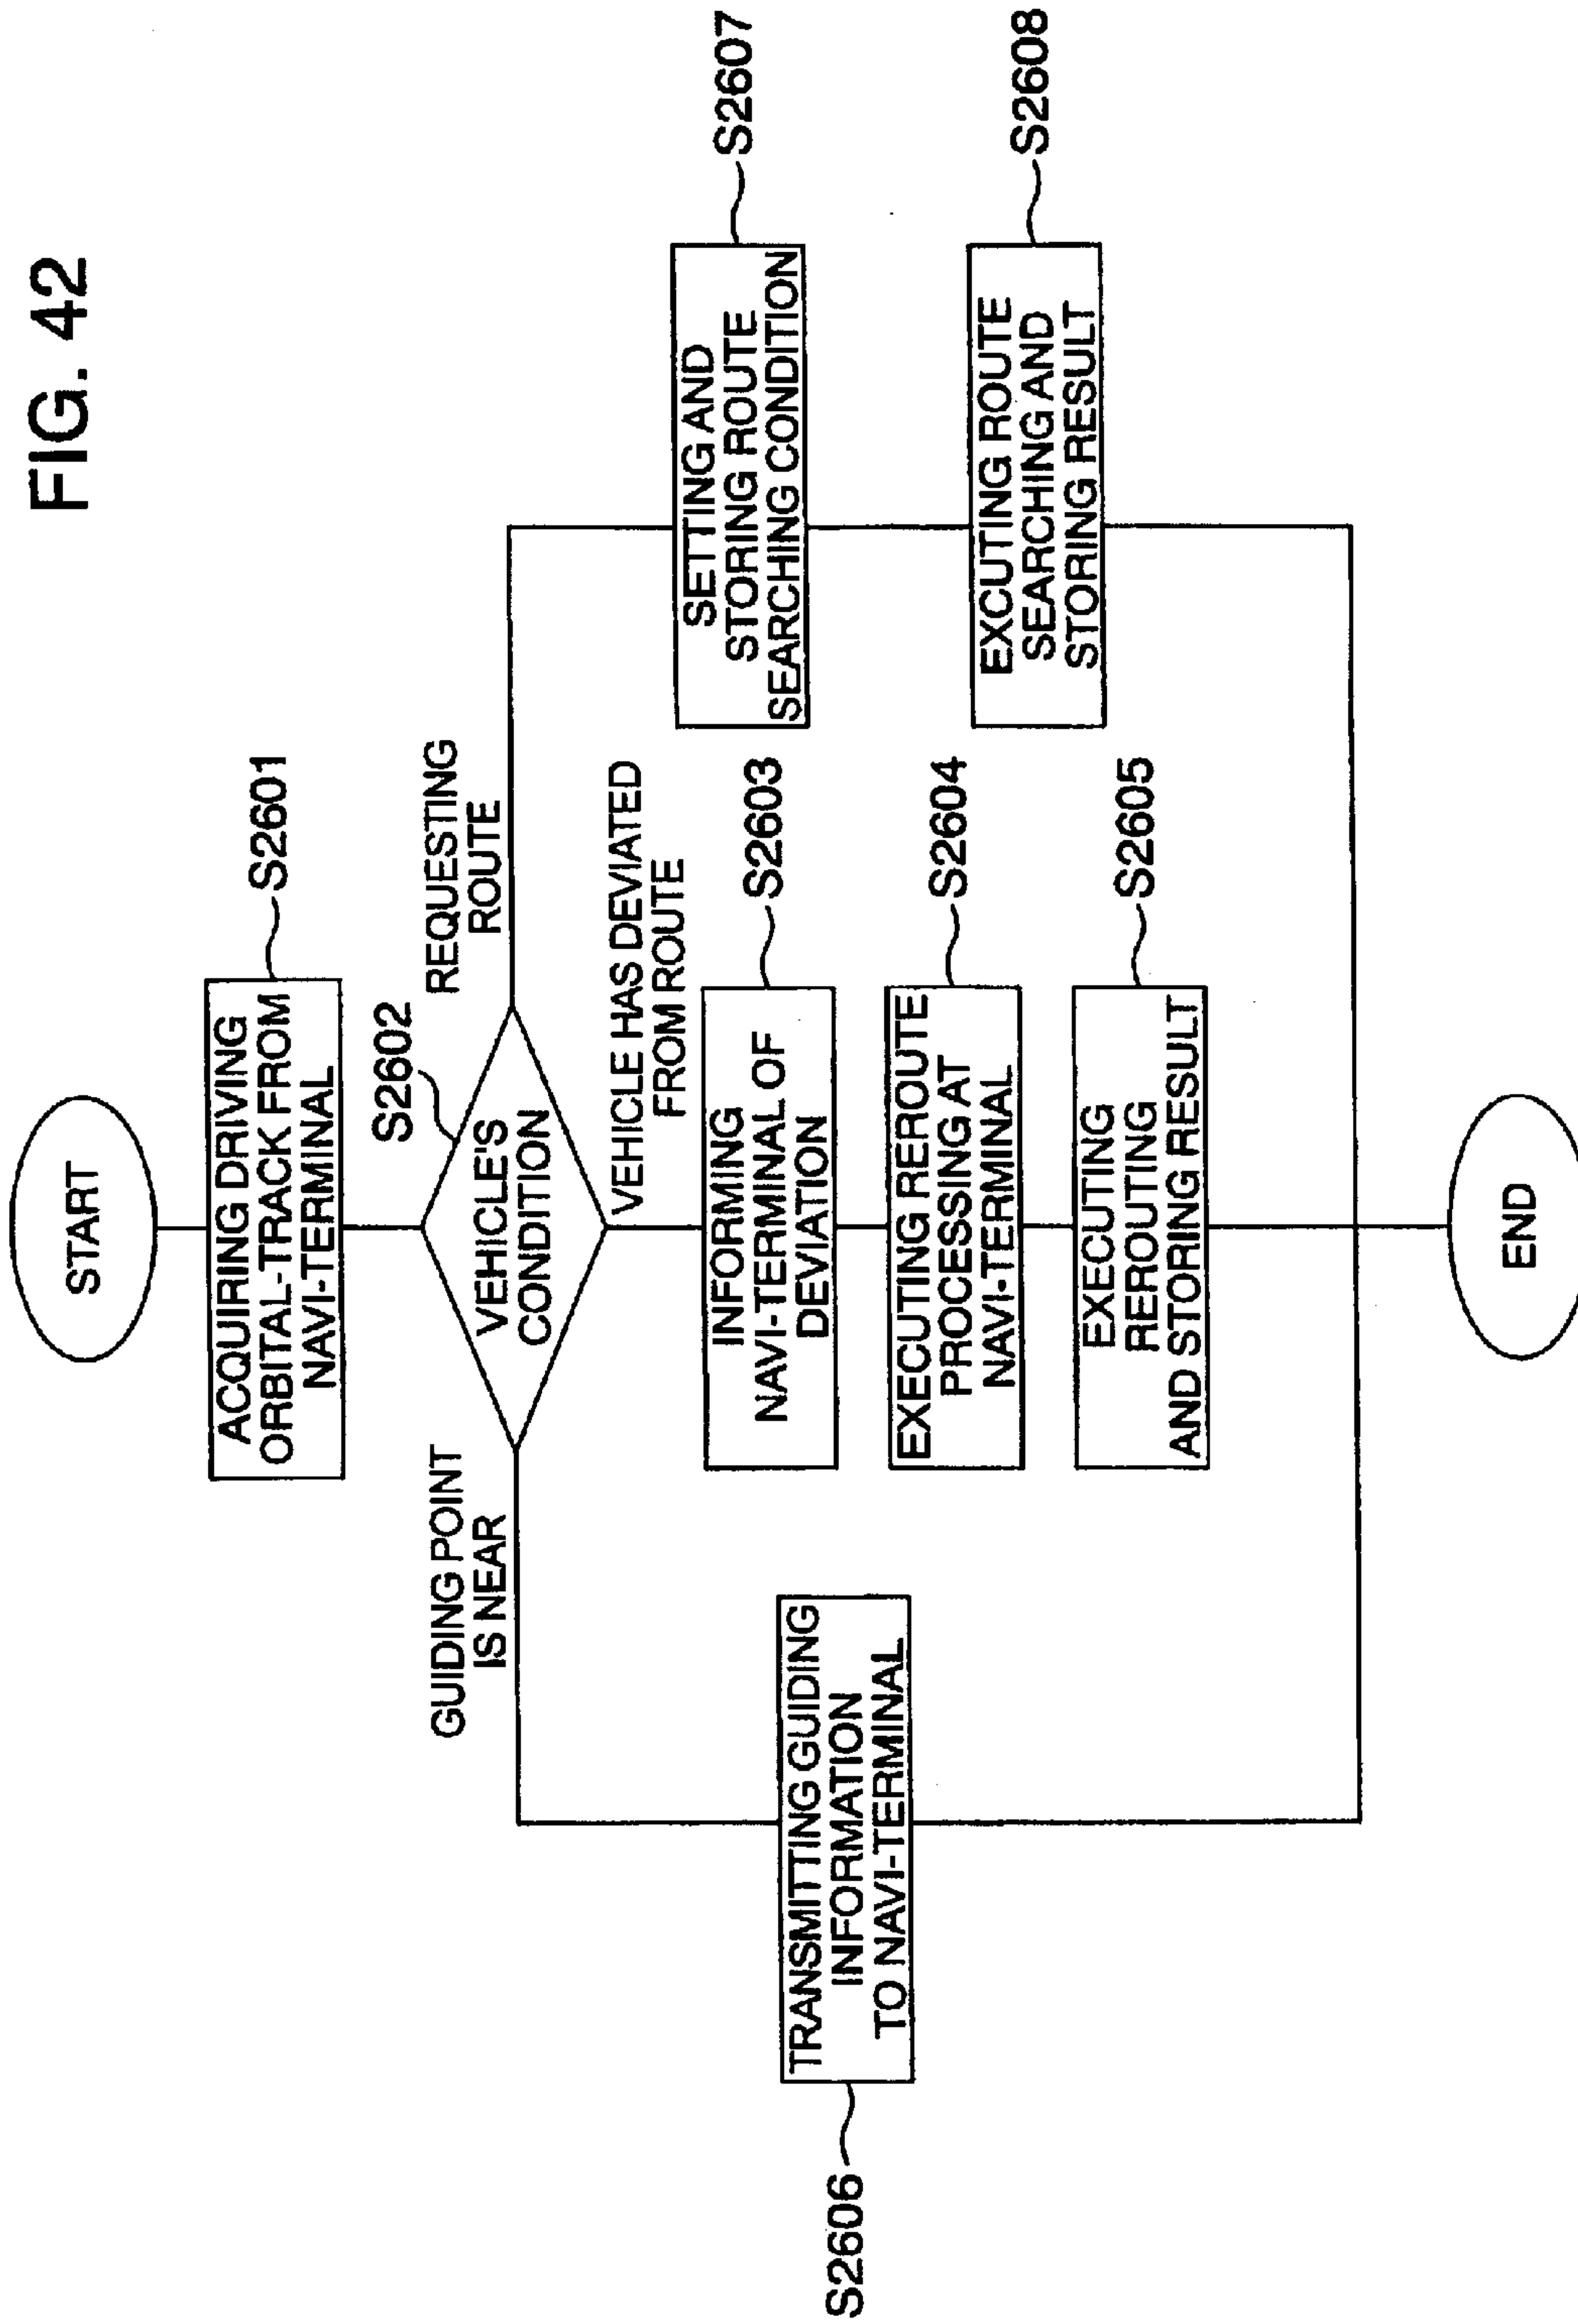 FIG. 42
START
ACQUIRING DRIVING
ORBITAL-TRACK FROM
NAVI-TERMINAL
S2601
S2602
VEHICLE'S
CONDITION
GUIDING POINT
IS NEAR
REQUESTING
ROUTE
VEHICLE HAS DEVIATED
FROM ROUTE
TRANSMITTING GUIDING
INFORMATION
TO NAVI-TERMINAL
S2606
INFORMING
NAVI-TERMINAL OF
DEVIATION
S2603
EXECUTING REROUTE
PROCESSING AT
NAVI-TERMINAL
S2604
EXECUTING
REROUTING
AND STORING RESULT
S2605
SETTING AND
STORING ROUTE
SEARCHING CONDITION
S2607
EXCUTING ROUTE
SEARCHING AND
STORING RESULT
S2608
END